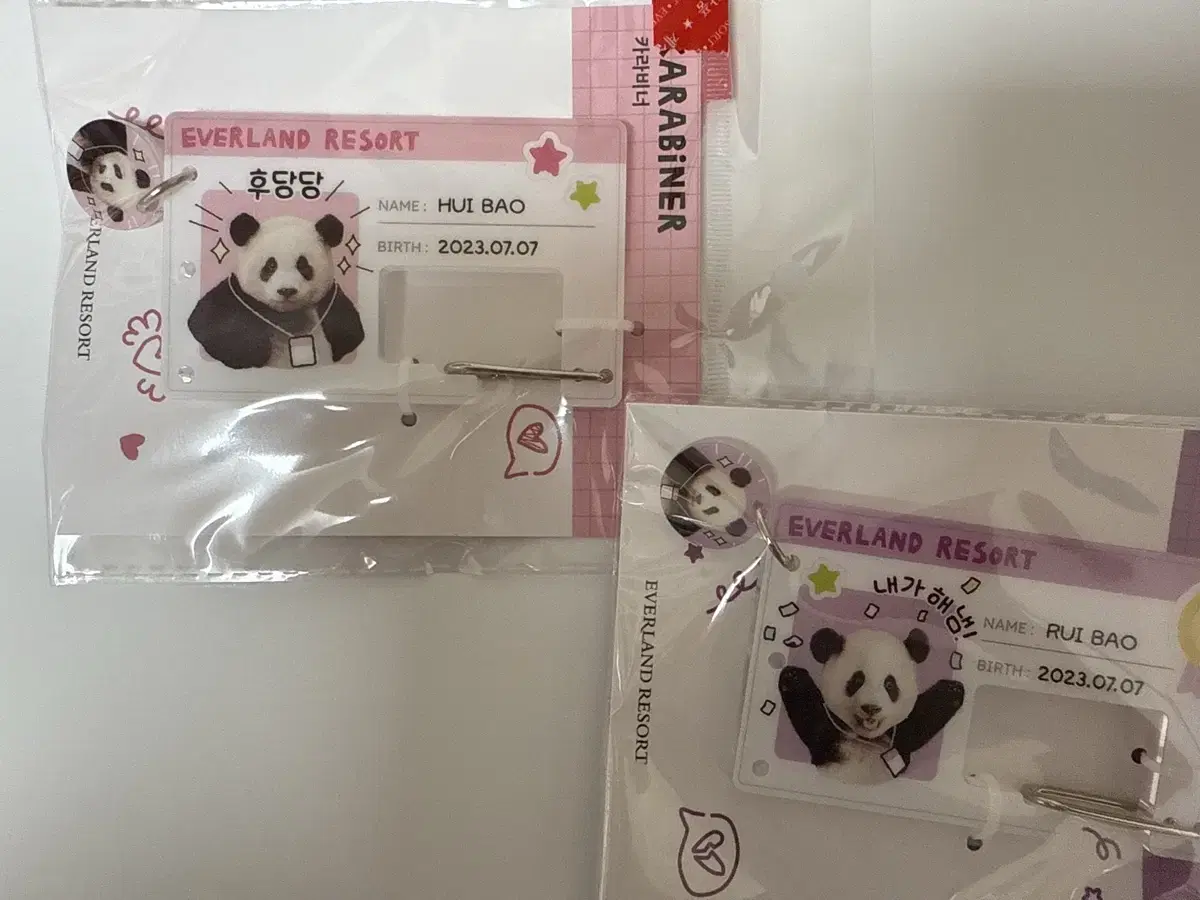 KARABiNER
카라비너
EVERLAND RESORT
후당당
NAME: HUI BAO
BIRTH: 2023.07.07
ERLAND RESORT
EVERLAND RESORT
내가해냄!
NAME: RUI BAO
BIRTH: 2023.07.07
EVERLAND RESORT